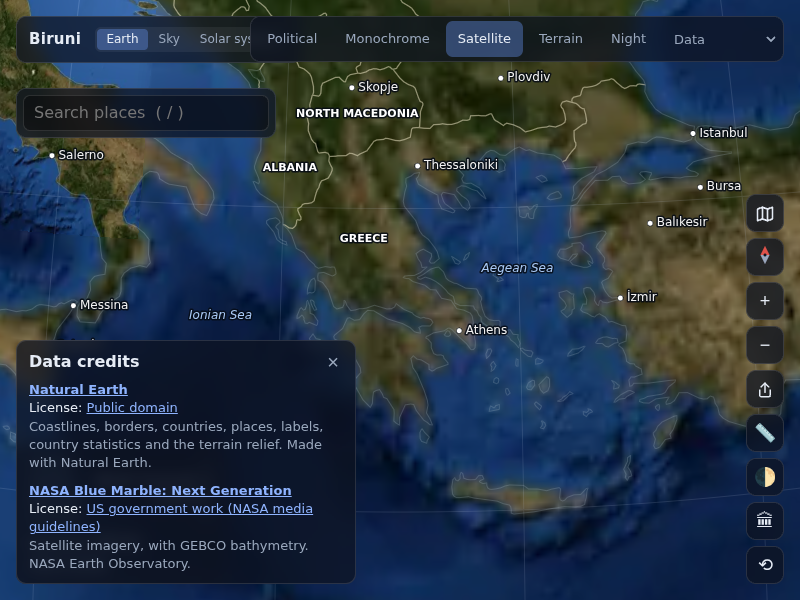 Biruni
Earth
Sky
Solar sys
Political
Monochrome
Satellite
Terrain
Night
Data
Search places ( / )
Skopje
Plovdiv
NORTH MACEDONIA
Istanbul
Salerno
ALBANIA
Thessaloniki
Bursa
Balıkesir
GREECE
Aegean Sea
İzmir
Messina
Ionian Sea
Athens
Data credits
×
Natural Earth
License: Public domain
Coastlines, borders, countries, places, labels,
country statistics and the terrain relief. Made
with Natural Earth.
NASA Blue Marble: Next Generation
License: US government work (NASA media
guidelines)
Satellite imagery, with GEBCO bathymetry.
NASA Earth Observatory.
+
−